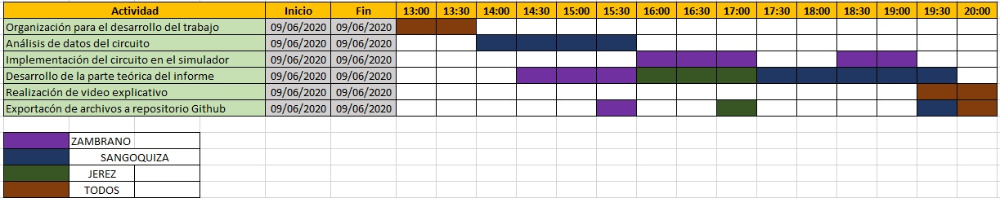 Actividad Inicio Fin 13:00 13:30 14:00 14:30 15:00 15:30 16:00 16:30 17:00 17:30 18:00 18:30 19:00 19:30 20:00
Organización para el desarrollo del trabajo 09/06/2020 09/06/2020
Análisis de datos del circuito 09/06/2020 09/06/2020
Implementación del circuito en el simulador 09/06/2020 09/06/2020
Desarrollo de la parte teórica del informe 09/06/2020 09/06/2020
Realización de video explicativo 09/06/2020 09/06/2020
Exportacón de archivos a repositorio Github 09/06/2020 09/06/2020
ZAMBRANO
SANGOQUIZA
JEREZ
TODOS